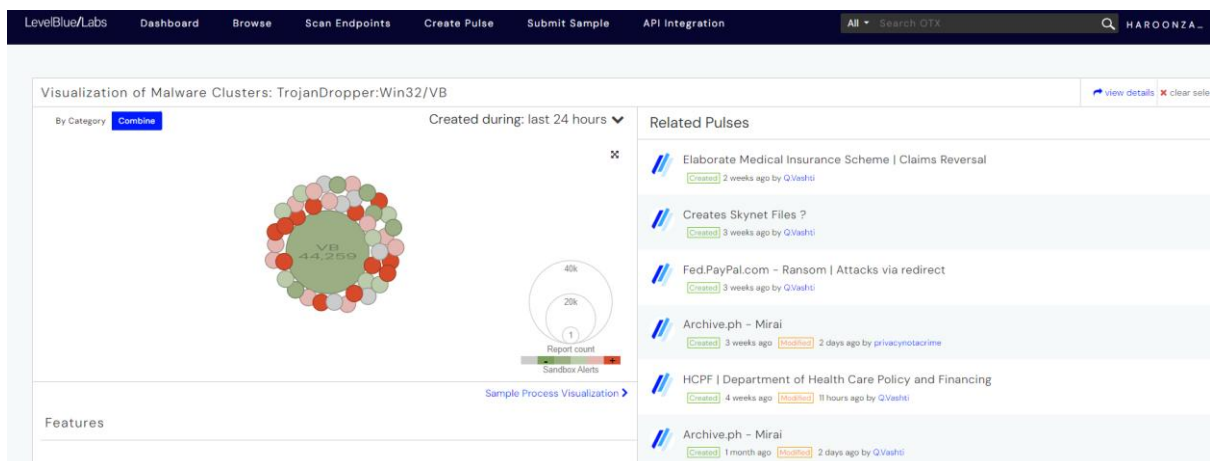 LevelBlue/Labs Dashboard Browse Scan Endpoints Create Pulse Submit Sample API Integration All Search OTX HAROONZA_
Visualization of Malware Clusters: TrojanDropper:Win32/VB view details clear sele
By Category Combine Created during: last 24 hours
VB
44,259
40k
20k
1
Report count
- +
Sandbox Alerts
Sample Process Visualization
Features
Related Pulses
Elaborate Medical Insurance Scheme | Claims Reversal
Created 2 weeks ago by Q.Vashti
Creates Skynet Files ?
Created 3 weeks ago by Q.Vashti
Fed.PayPal.com - Ransom | Attacks via redirect
Created 3 weeks ago by Q.Vashti
Archive.ph - Mirai
Created 3 weeks ago Modified 2 days ago by privacynotacrime
HCPF | Department of Health Care Policy and Financing
Created 4 weeks ago Modified 11 hours ago by Q.Vashti
Archive.ph - Mirai
Created 1 month ago Modified 2 days ago by Q.Vashti